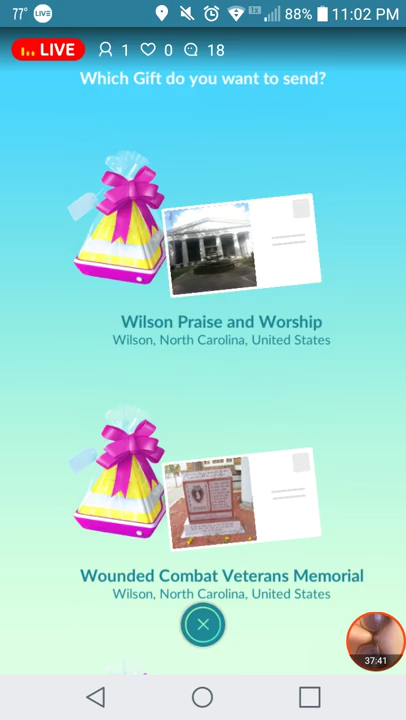 77° LIVE 1x 88% 11:02 PM
LIVE 1 0 18
Which Gift do you want to send?
Wilson Praise and Worship
Wilson, North Carolina, United States
Wounded Combat Veterans Memorial
Wilson, North Carolina, United States
37:41